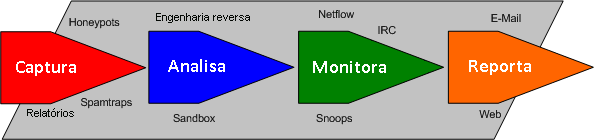 Honeypots
Captura
Relatórios
Spamtraps
Engenharia reversa
Analisa
Sandbox
Netflow
IRC
Monitora
Snoops
E-Mail
Reporta
Web